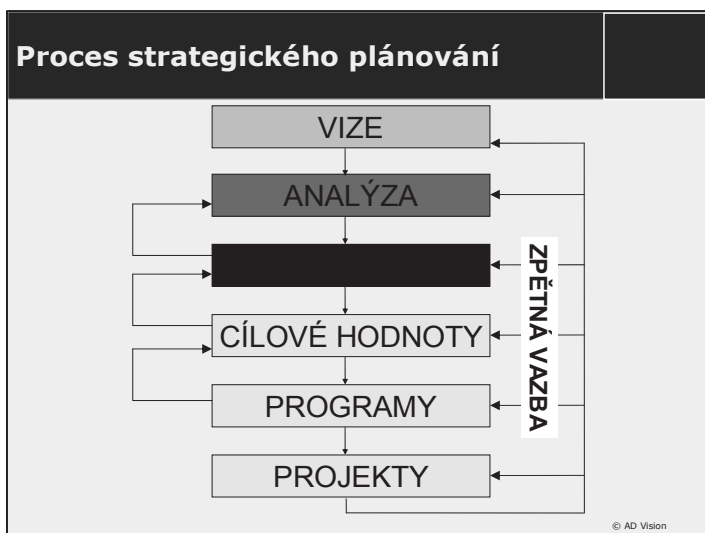 Proces strategického plánování
VIZE
ANALÝZA
CÍLOVÉ HODNOTY
PROGRAMY
PROJEKTY
ZPĚTNÁ VAZBA
© AD Vision